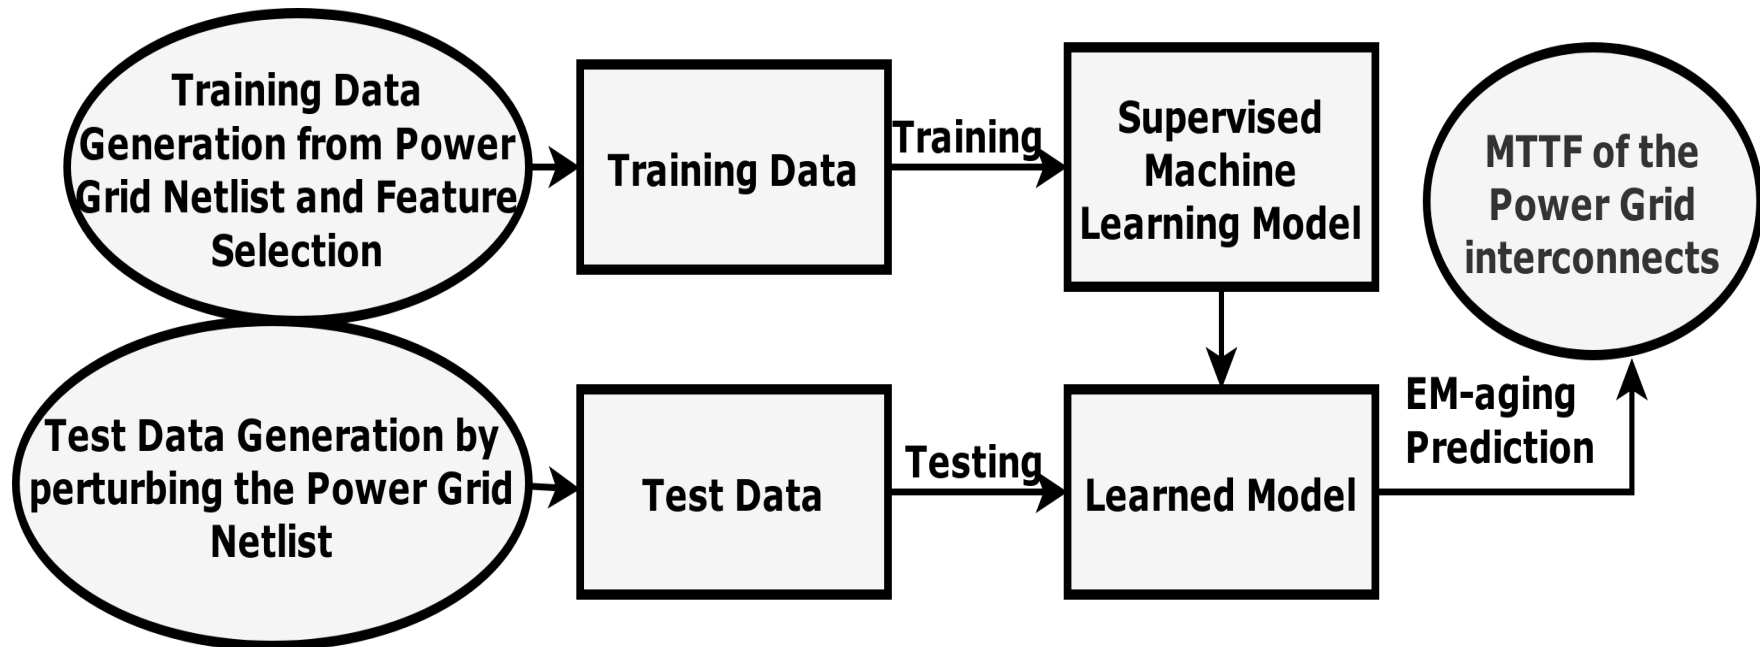 Training Data
Generation from Power
Grid Netlist and Feature
Selection
Training Data
Training
Supervised
Machine
Learning Model
MTTF of the
Power Grid
interconnects
Test Data Generation by
perturbing the Power Grid
Netlist
Test Data
Testing
Learned Model
EM-aging
Prediction